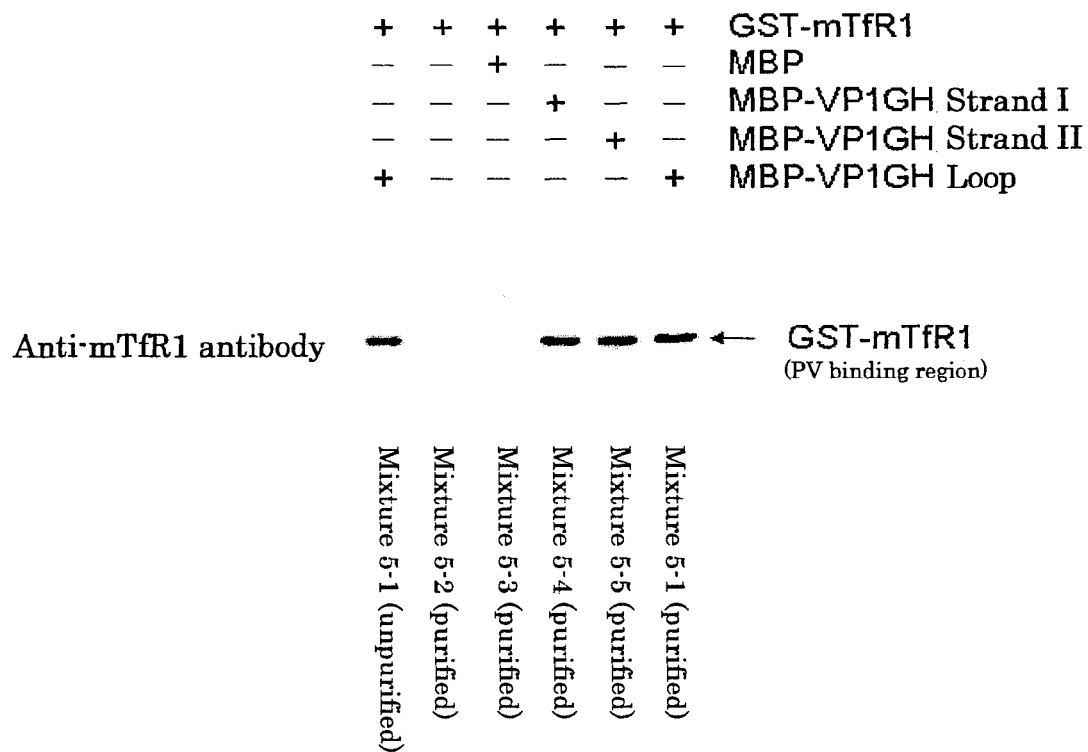 + + + + + + GST-mTfR1
— — + — — — MBP
— — — + — — MBP-VP1GH Strand I
— — — — + — MBP-VP1GH Strand II
+ — — — — + MBP-VP1GH Loop
Anti-mTfR1 antibody
GST-mTfR1
(PV binding region)
Mixture 5-1 (unpurified)
Mixture 5-2 (purified)
Mixture 5-3 (purified)
Mixture 5-4 (purified)
Mixture 5-5 (purified)
Mixture 5-1 (purified)